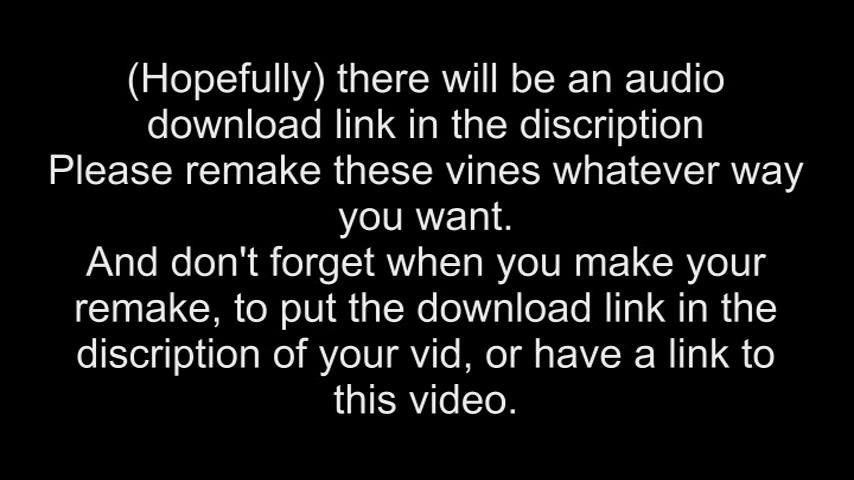 (Hopefully) there will be an audio
download link in the discription
Please remake these vines whatever way
you want.
And don't forget when you make your
remake, to put the download link in the
discription of your vid, or have a link to
this video.